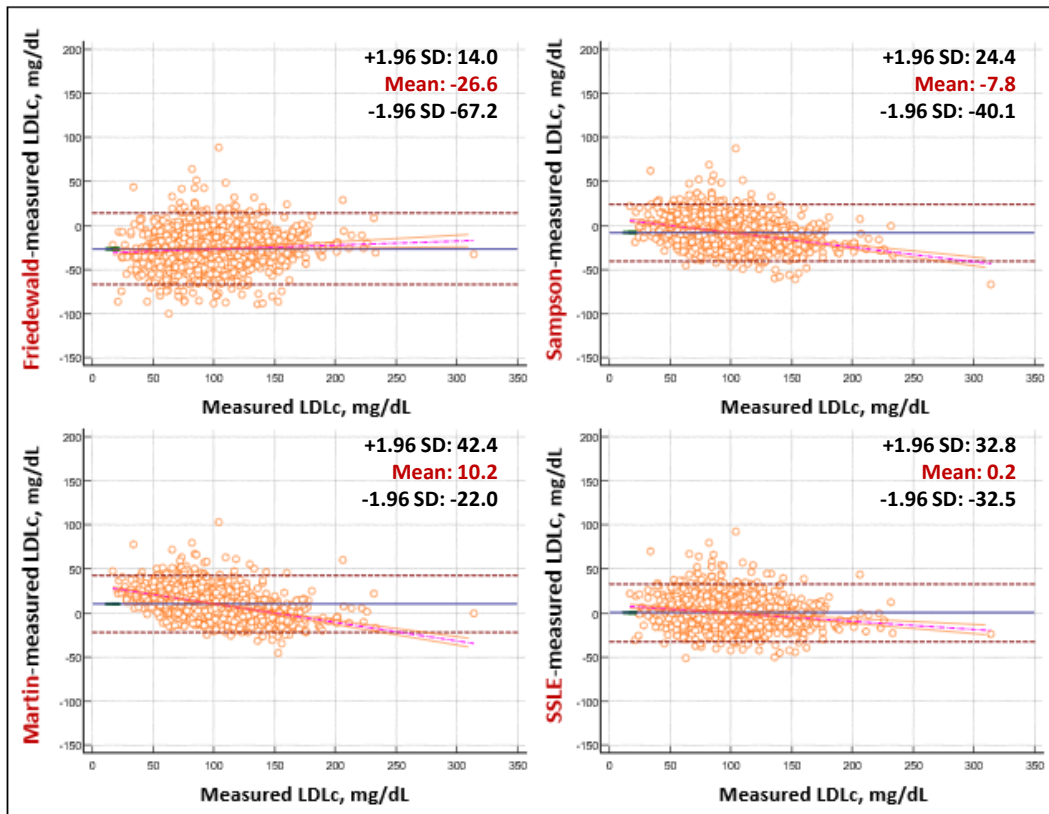 Friedewald-measured LDLc, mg/dL
200
150
100
50
0
-50
-100
-150
+1.96 SD: 14.0
Mean: -26.6
-1.96 SD -67.2
0 50 100 150 200 250 300 350
Measured LDLc, mg/dL
Sampson-measured LDLc, mg/dL
200
150
100
50
0
-50
-100
-150
+1.96 SD: 24.4
Mean: -7.8
-1.96 SD: -40.1
0 50 100 150 200 250 300 350
Measured LDLc, mg/dL
Martin-measured LDLc, mg/dL
200
150
100
50
0
-50
-100
-150
+1.96 SD: 42.4
Mean: 10.2
-1.96 SD: -22.0
0 50 100 150 200 250 300 350
Measured LDLc, mg/dL
SSLE-measured LDLc, mg/dL
200
150
100
50
0
-50
-100
-150
+1.96 SD: 32.8
Mean: 0.2
-1.96 SD: -32.5
0 50 100 150 200 250 300 350
Measured LDLc, mg/dL